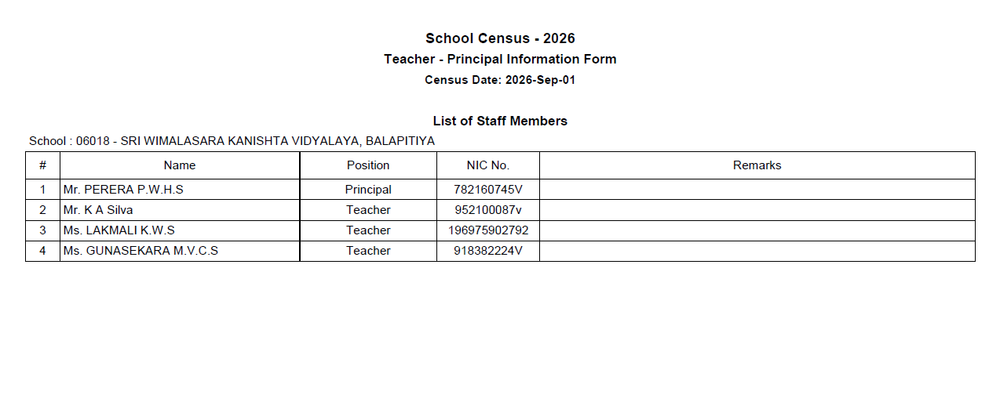 School Census - 2026
Teacher - Principal Information Form
Census Date: 2026-Sep-01
List of Staff Members
School : 06018 - SRI WIMALASARA KANISHTA VIDYALAYA, BALAPITIYA
# Name Position NIC No. Remarks
1 Mr. PERERA P.W.H.S Principal 782160745V
2 Mr. K A Silva Teacher 952100087v
3 Ms. LAKMALI K.W.S Teacher 196975902792
4 Ms. GUNASEKARA M.V.C.S Teacher 918382224V